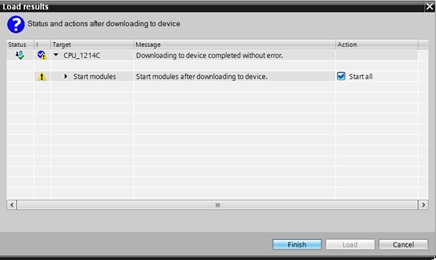 Load results
Status and actions after downloading to device
Status ! Target Message Action
CPU_1214C Downloading to device completed without error.
Start modules Start modules after downloading to device. Start all
Finish Load Cancel